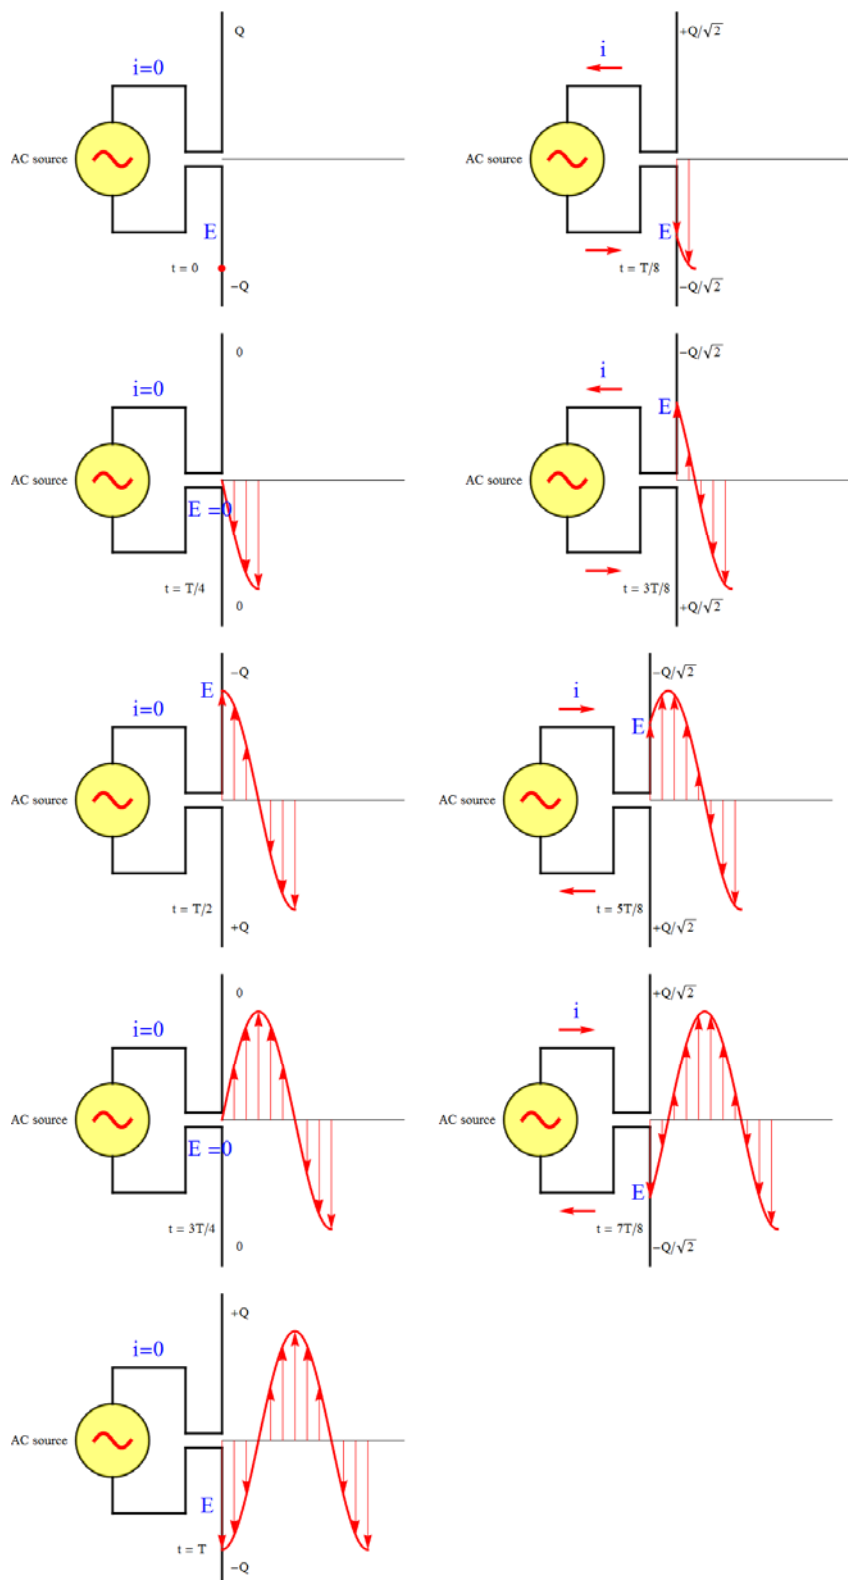 Q
i=0
AC source
E
t = 0
−Q
+Q/√2
i
AC source
E
t = T/8
−Q/√2
0
i=0
AC source
E =0
t = T/4
0
−Q/√2
i
E
AC source
t = 3T/8
+Q/√2
−Q
E
i=0
AC source
t = T/2
+Q
−Q/√2
i
E
AC source
t = 5T/8
+Q/√2
0
i=0
AC source
E =0
t = 3T/4
0
+Q/√2
i
AC source
E
t = 7T/8
−Q/√2
+Q
i=0
AC source
E
t = T
−Q